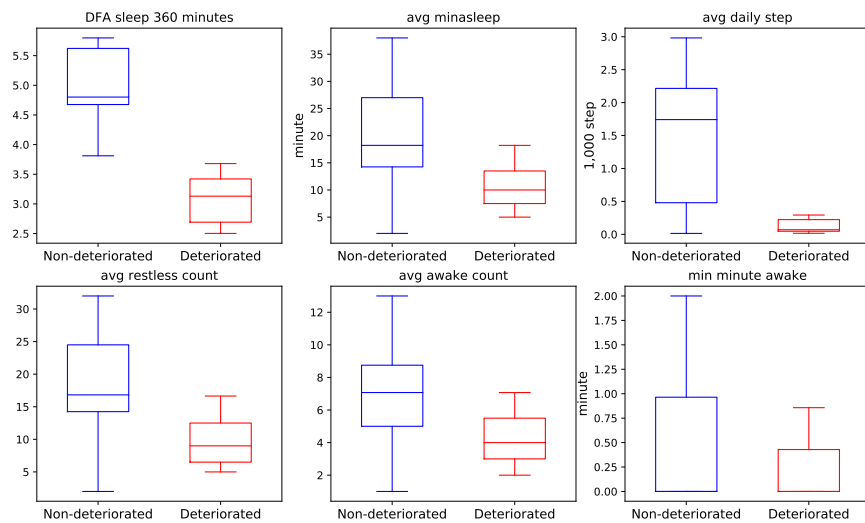 DFA sleep 360 minutes
5.5
5.0
4.5
4.0
3.5
3.0
2.5
Non-deteriorated Deteriorated
avg minasleep
minute
35
30
25
20
15
10
5
Non-deteriorated Deteriorated
avg daily step
1,000 step
3.0
2.5
2.0
1.5
1.0
0.5
0.0
Non-deteriorated Deteriorated
avg restless count
30
25
20
15
10
5
Non-deteriorated Deteriorated
avg awake count
12
10
8
6
4
2
Non-deteriorated Deteriorated
min minute awake
minute
2.00
1.75
1.50
1.25
1.00
0.75
0.50
0.25
0.00
Non-deteriorated Deteriorated